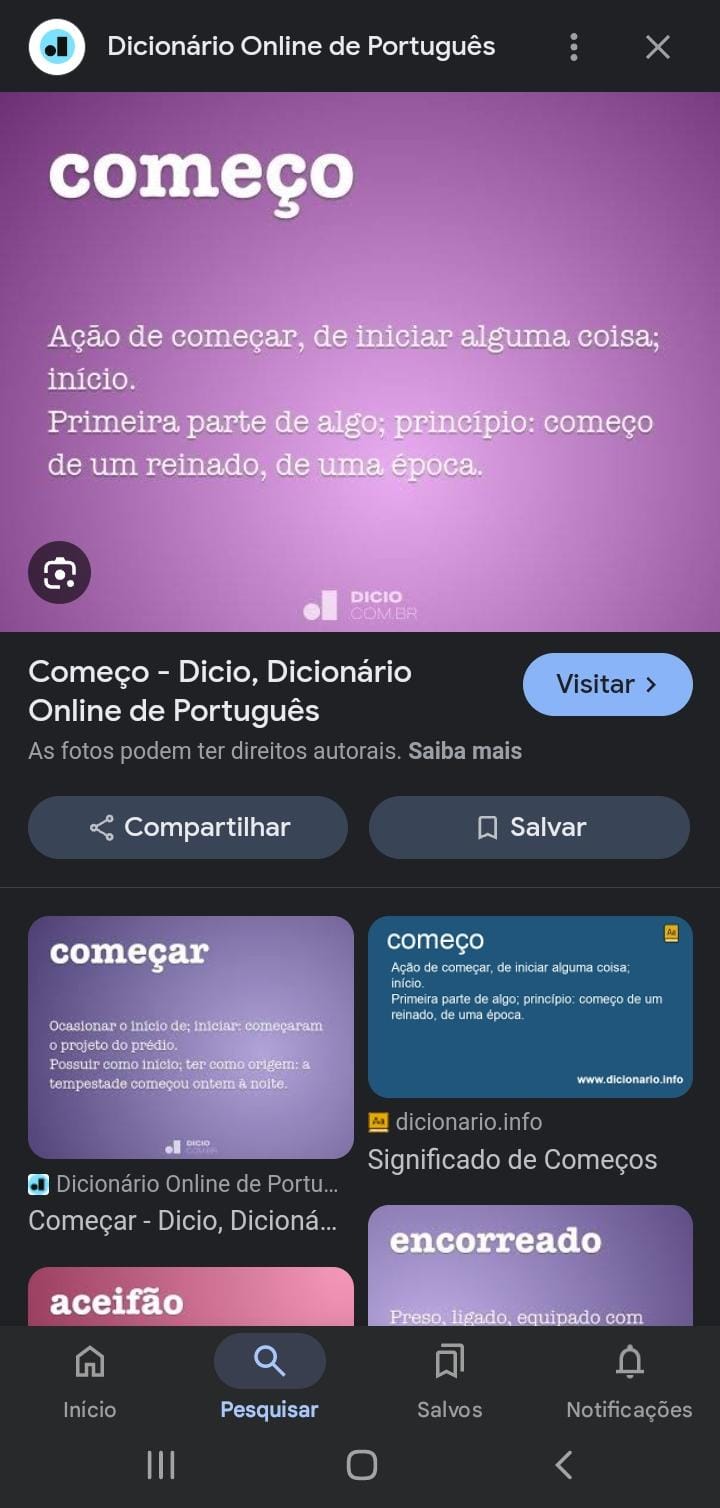 Dicionário Online de Português
começo
Ação de começar, de iniciar alguma coisa;
início.
Primeira parte de algo; princípio: começo
de um reinado, de uma época.
DICIO
.COM.BR
Começo - Dicio, Dicionário
Online de Português
Visitar
As fotos podem ter direitos autorais. Saiba mais
Compartilhar
Salvar
começar
Ocasionar o início de; iniciar: começaram
o projeto do prédio.
Possuir como início; ter como origem: a
tempestade começou ontem à noite.
DICIO
.COM.BR
Dicionário Online de Portu...
Começar - Dicio, Dicioná...
começo
Aa
Ação de começar, de iniciar alguma coisa;
início.
Primeira parte de algo; princípio: começo de um
reinado, de uma época.
www.dicionario.info
Aa
dicionario.info
Significado de Começos
aceifão
encorreado
Preso, ligado, equipado com
Início
Pesquisar
Salvos
Notificações